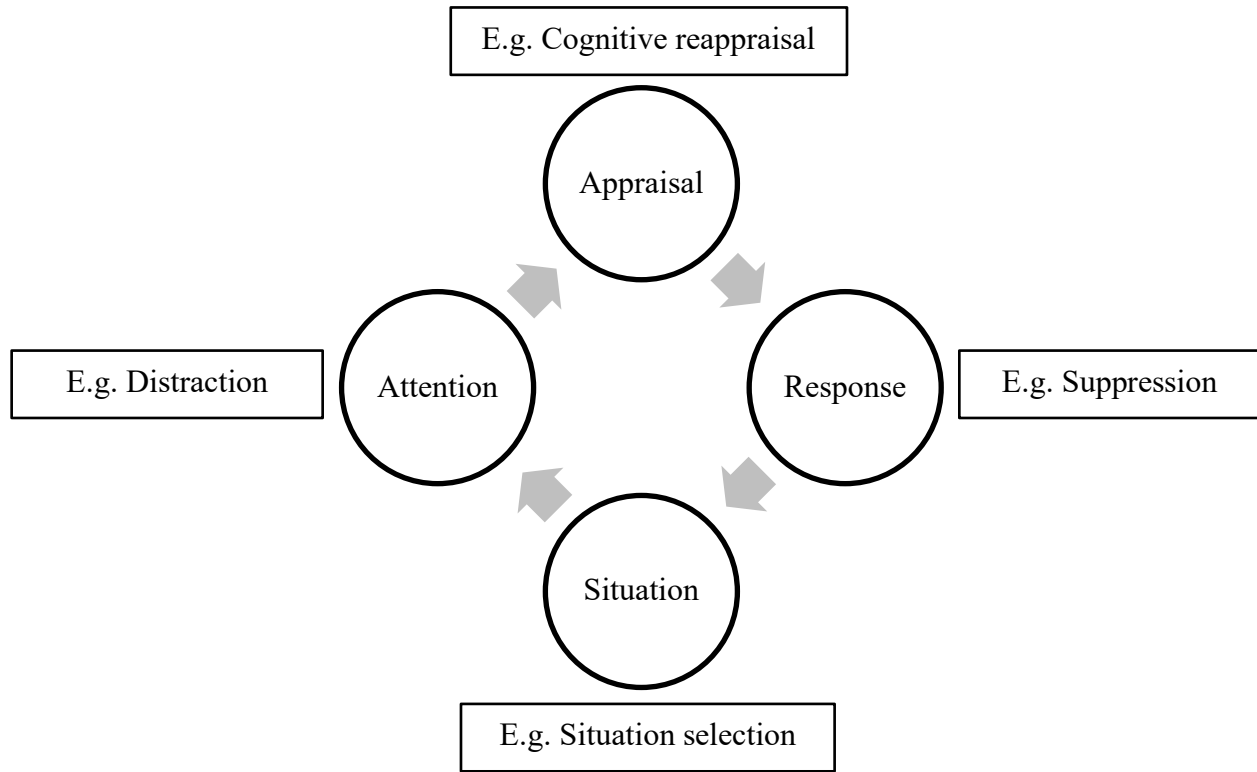 E.g. Cognitive reappraisal
Appraisal
E.g. Distraction
Attention
Response
E.g. Suppression
Situation
E.g. Situation selection